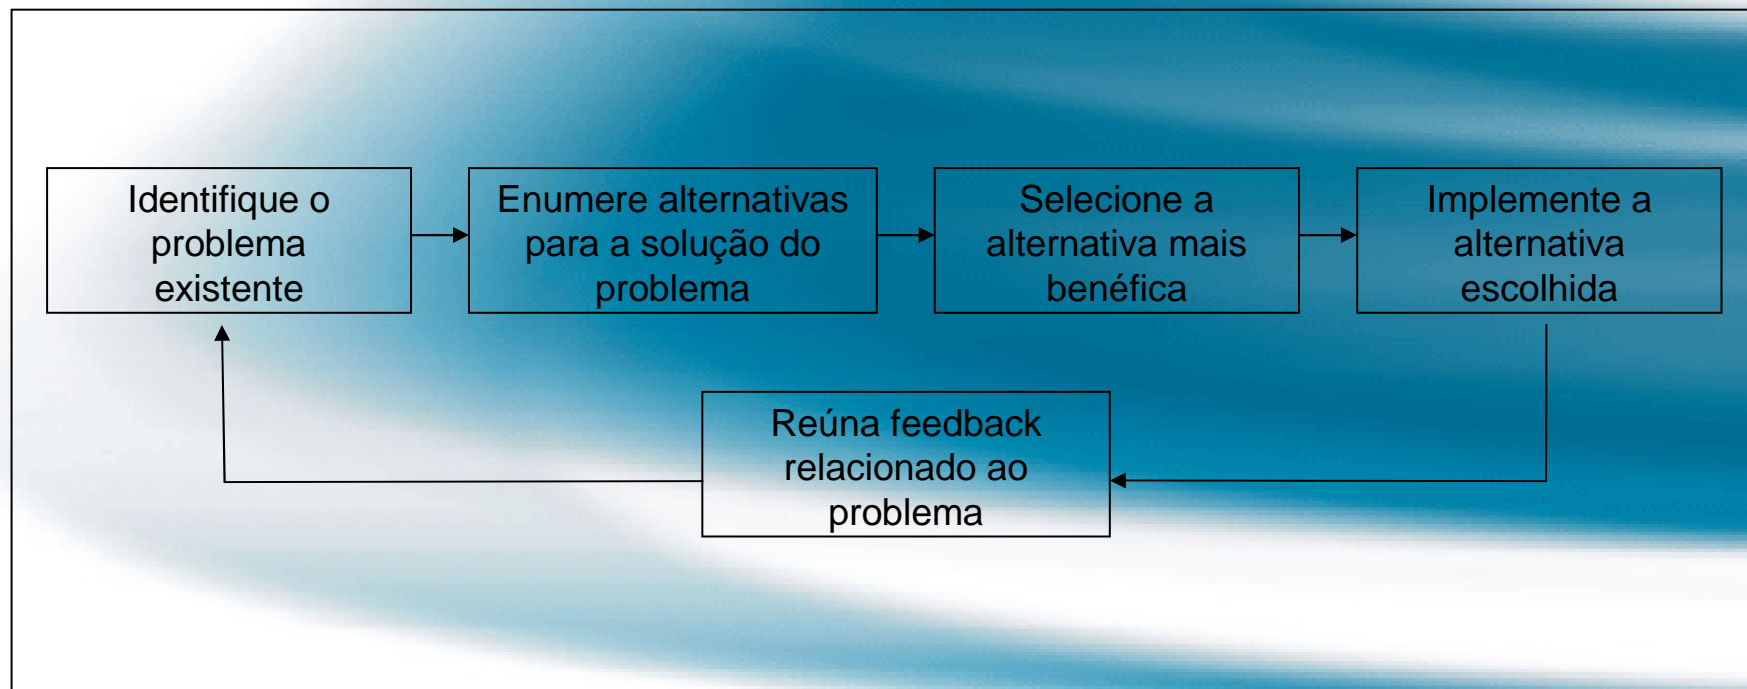 Identifique o
problema
existente
Enumere alternativas
para a solução do
problema
Selecione a
alternativa mais
benéfica
Implemente a
alternativa
escolhida
Reúna feedback
relacionado ao
problema